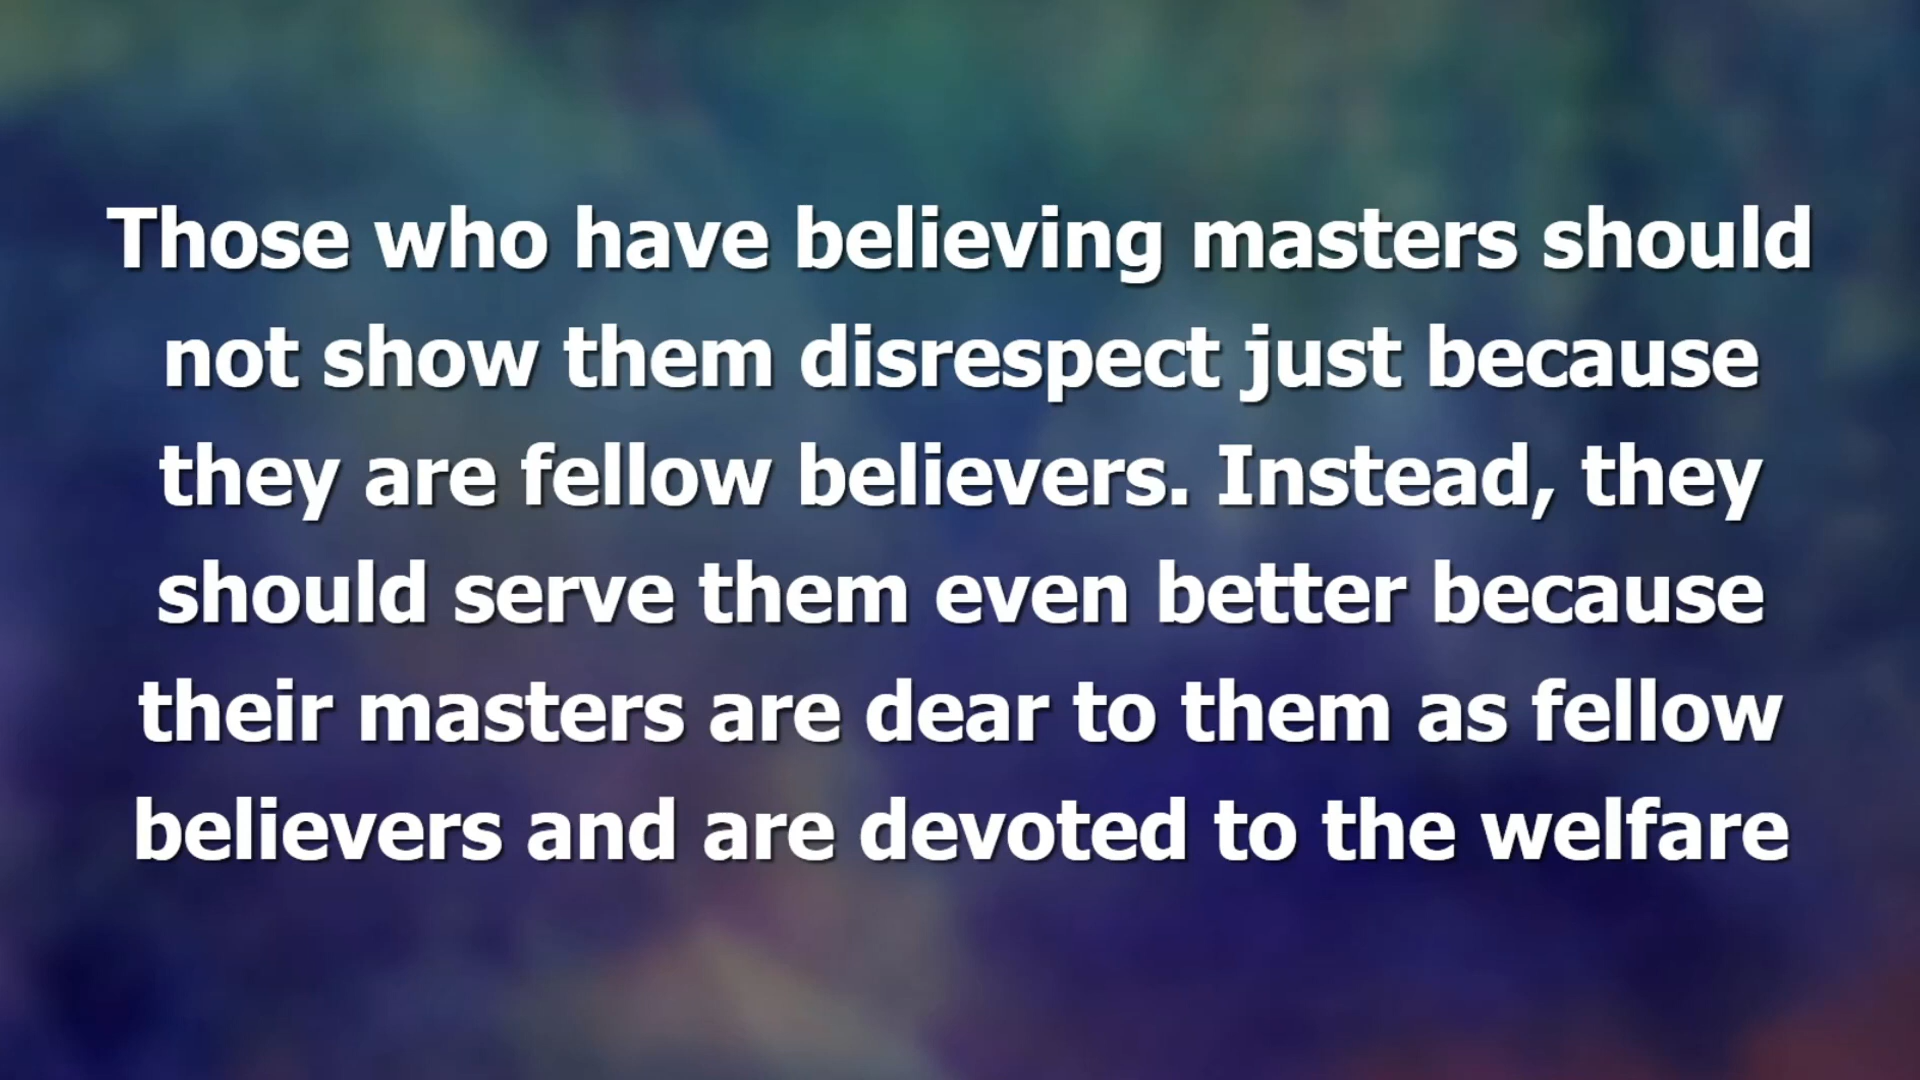 Those who have believing masters should
not show them disrespect just because
they are fellow believers. Instead, they
should serve them even better because
their masters are dear to them as fellow
believers and are devoted to the welfare